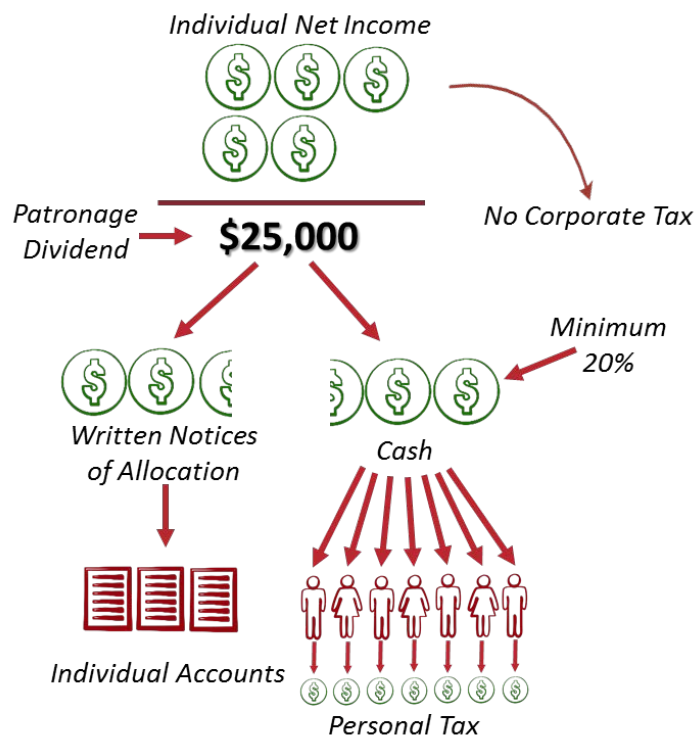 Individual Net Income
$ $ $
$ $
No Corporate Tax
Patronage
Dividend
$25,000
Minimum
20%
$ $ $
$ $ $
Written Notices
of Allocation
Cash
Individual Accounts
$ $ $ $ $ $ $
Personal Tax